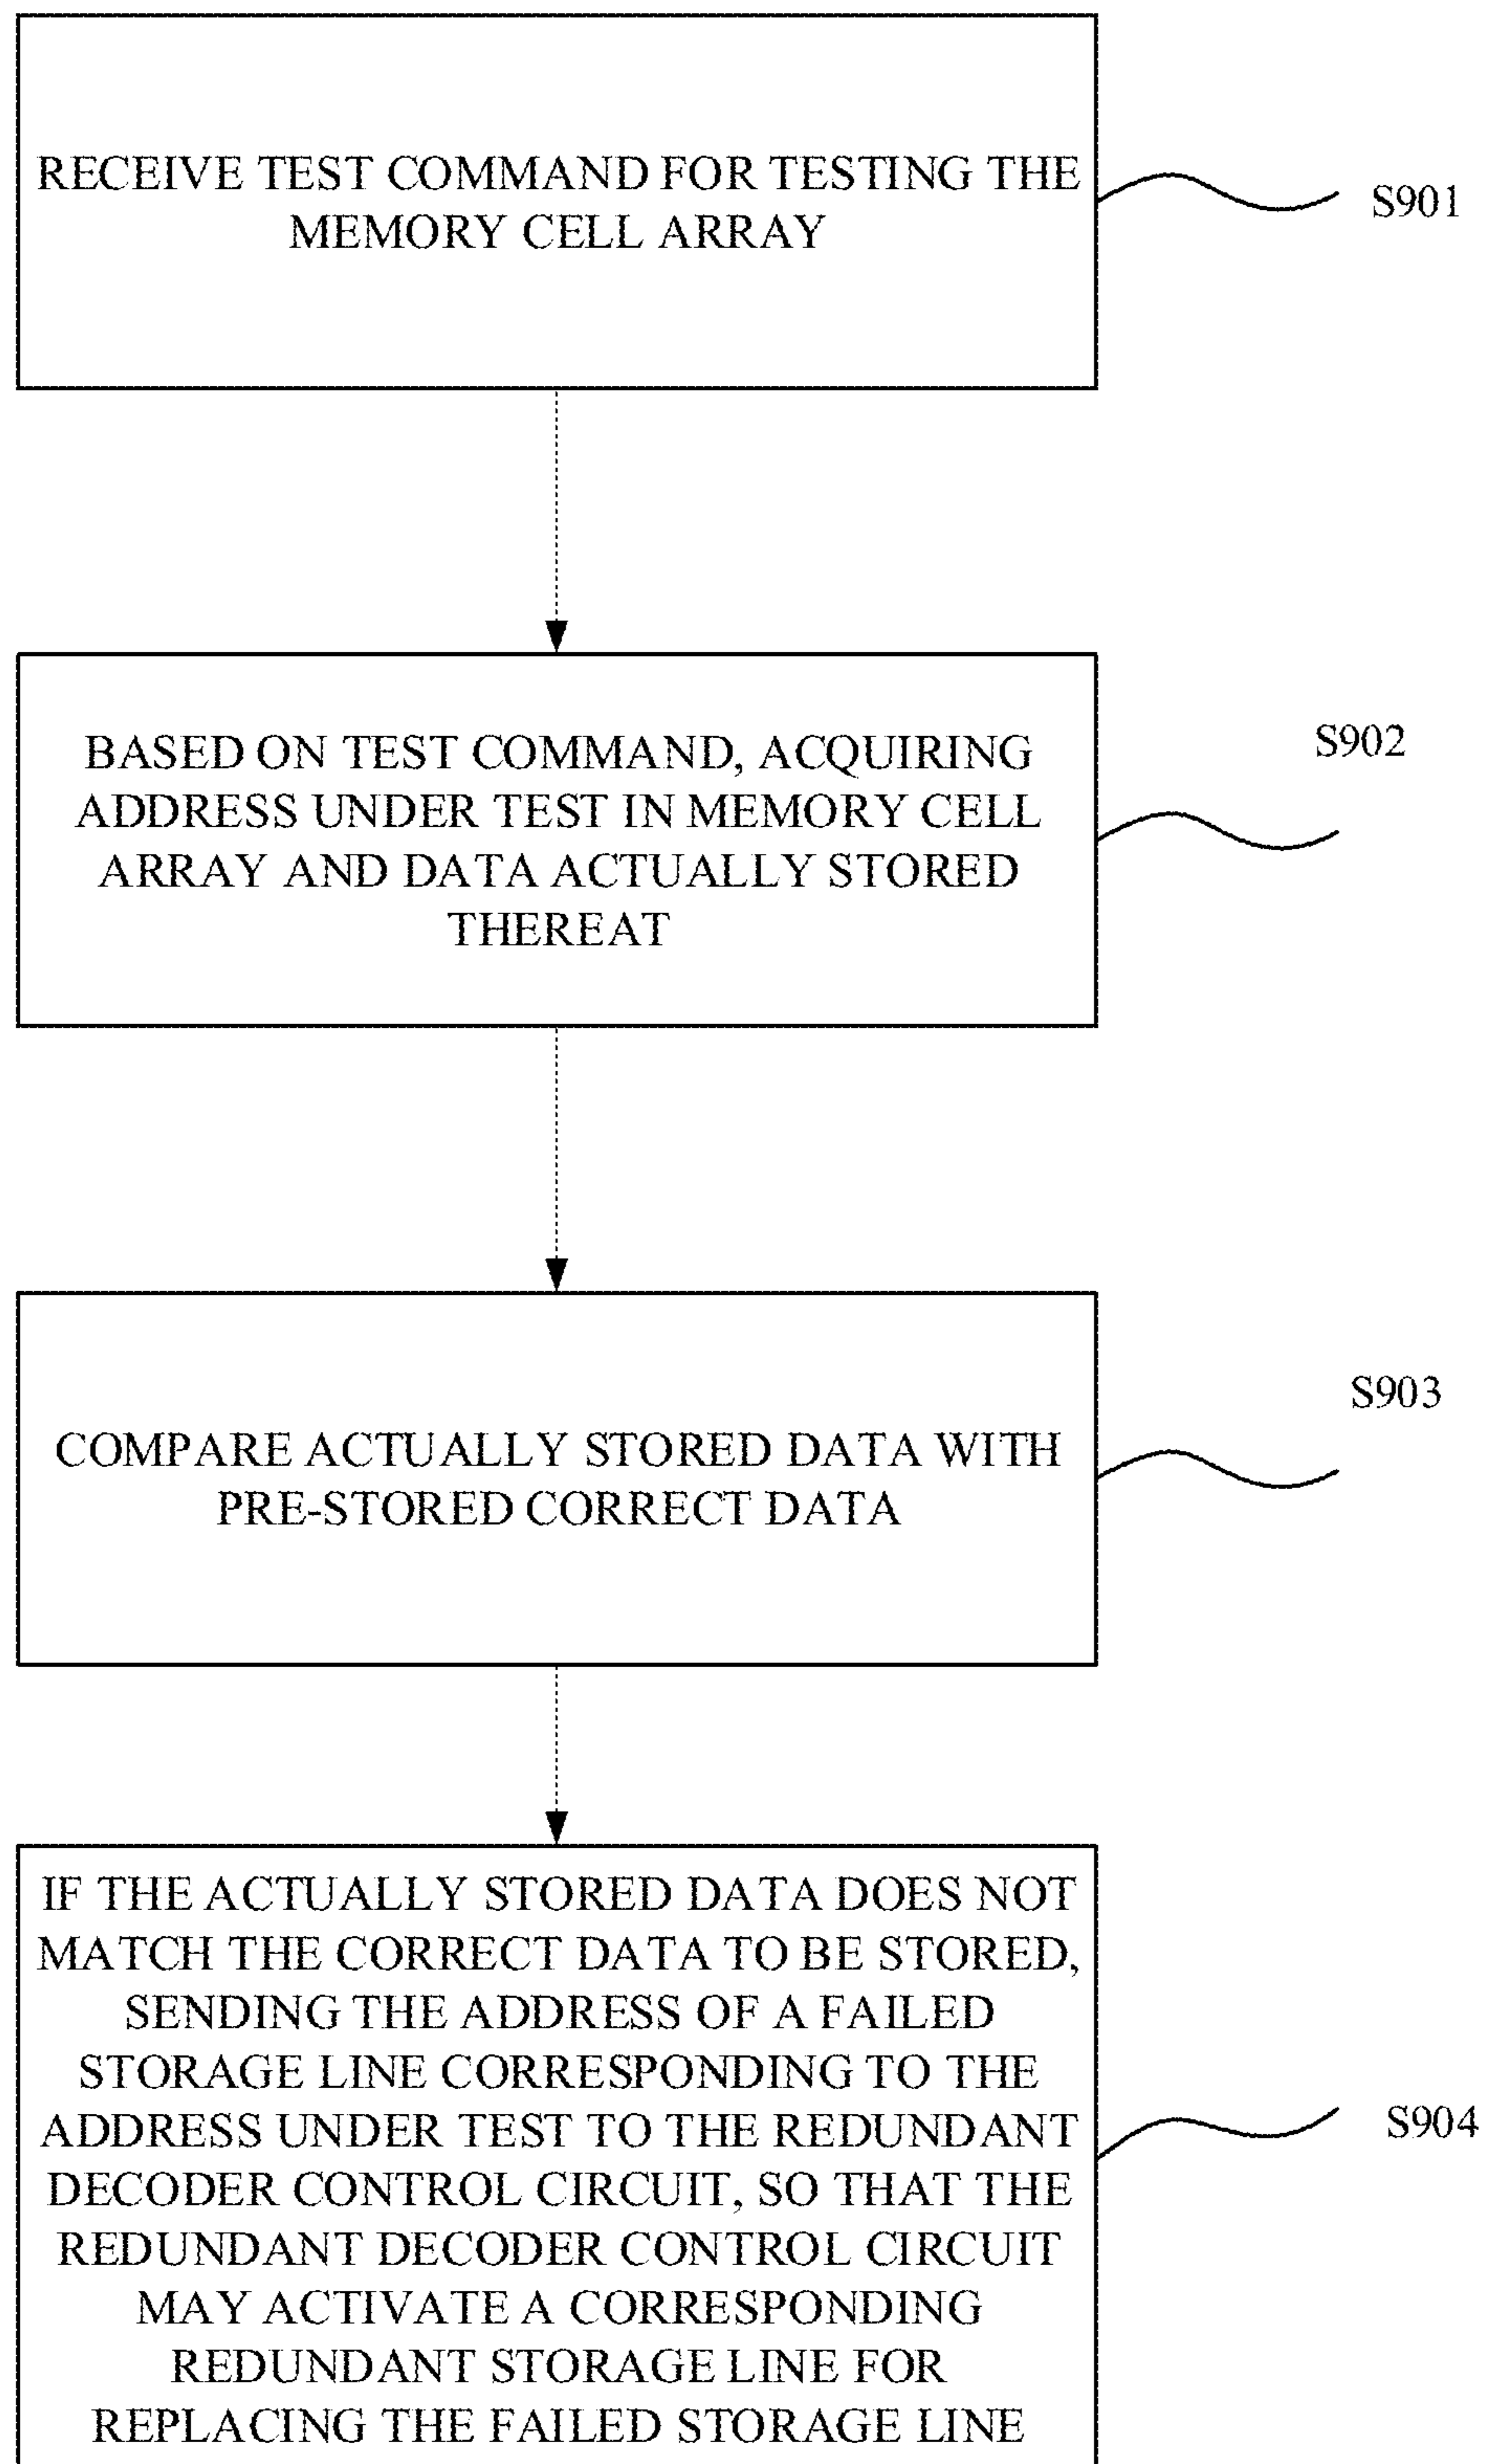 RECEIVE TEST COMMAND FOR TESTING THE
MEMORY CELL ARRAY
S901
BASED ON TEST COMMAND, ACQUIRING
ADDRESS UNDER TEST IN MEMORY CELL
ARRAY AND DATA ACTUALLY STORED
THEREAT
S902
COMPARE ACTUALLY STORED DATA WITH
PRE-STORED CORRECT DATA
S903
IF THE ACTUALLY STORED DATA DOES NOT
MATCH THE CORRECT DATA TO BE STORED,
SENDING THE ADDRESS OF A FAILED
STORAGE LINE CORRESPONDING TO THE
ADDRESS UNDER TEST TO THE REDUNDANT
DECODER CONTROL CIRCUIT, SO THAT THE
REDUNDANT DECODER CONTROL CIRCUIT
MAY ACTIVATE A CORRESPONDING
REDUNDANT STORAGE LINE FOR
REPLACING THE FAILED STORAGE LINE
S904